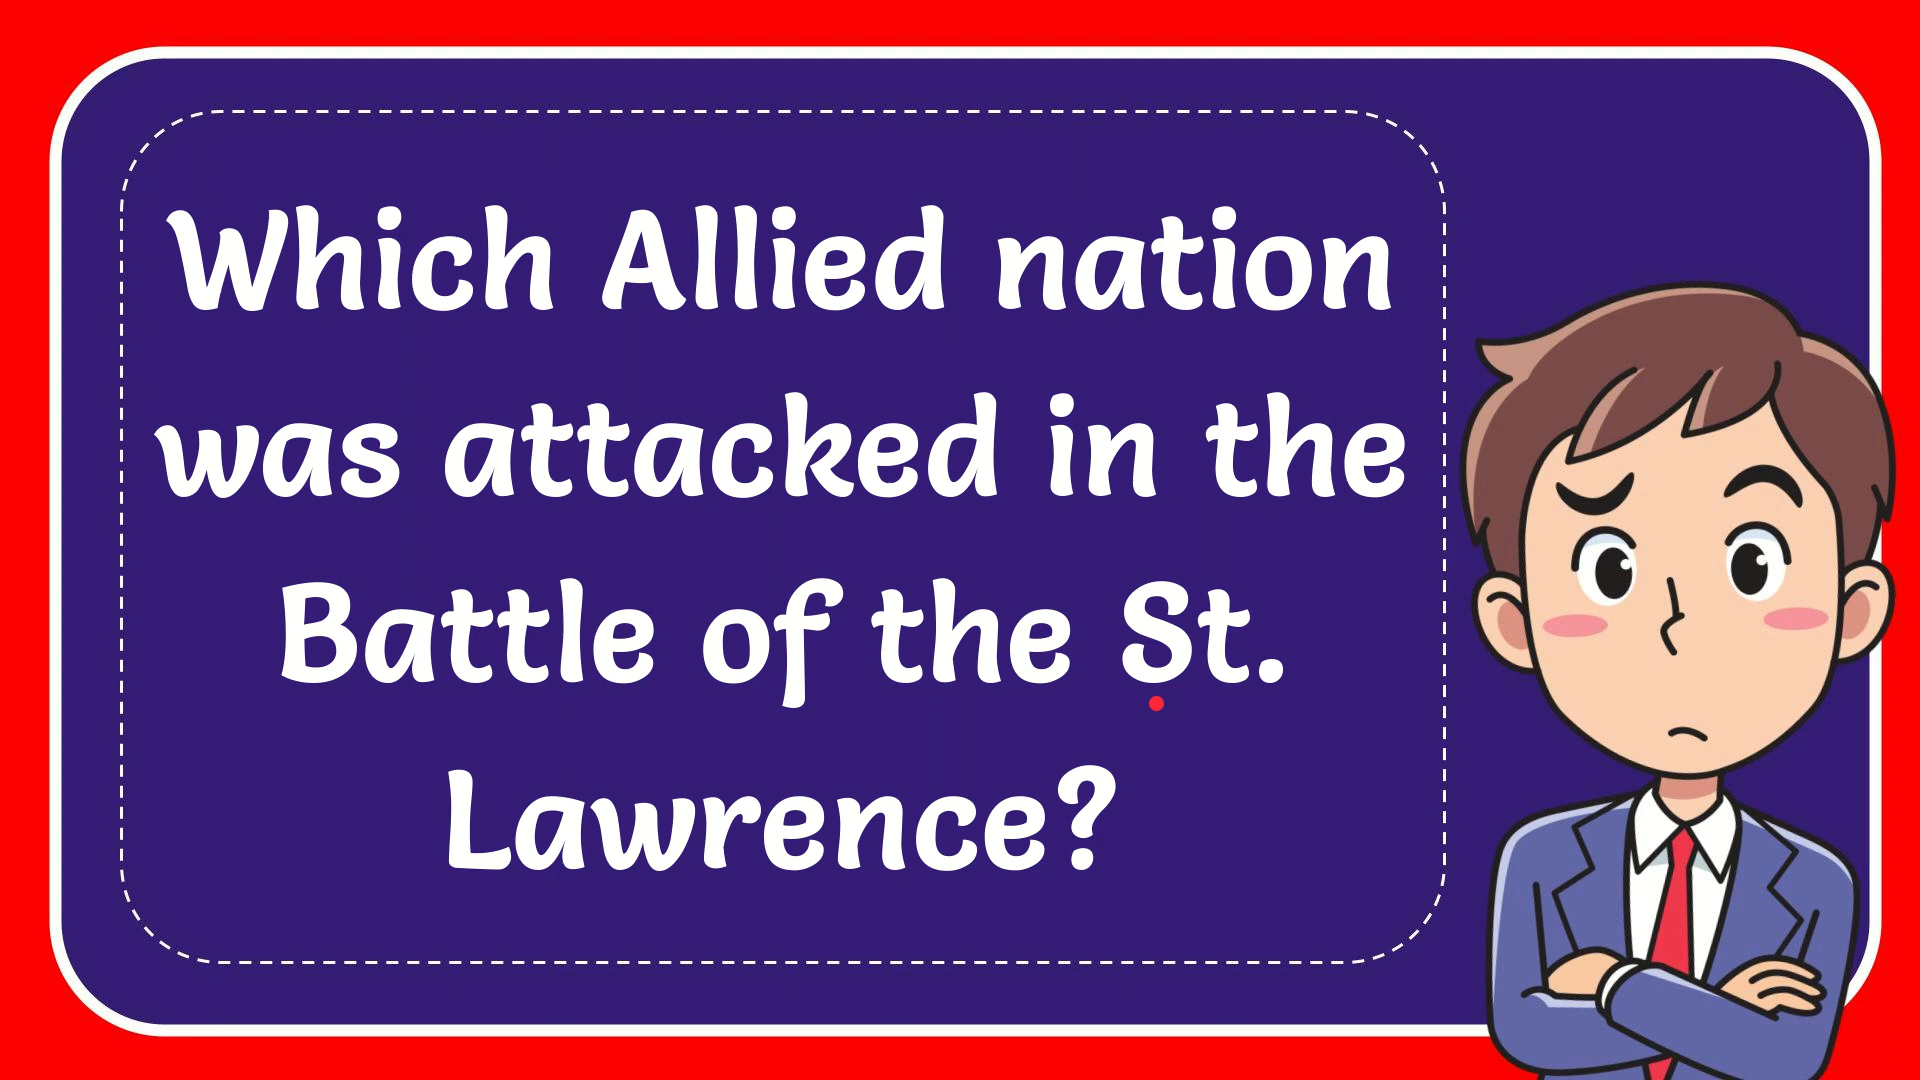 Which Allied nation
was attacked in the
Battle of the St.
Lawrence?